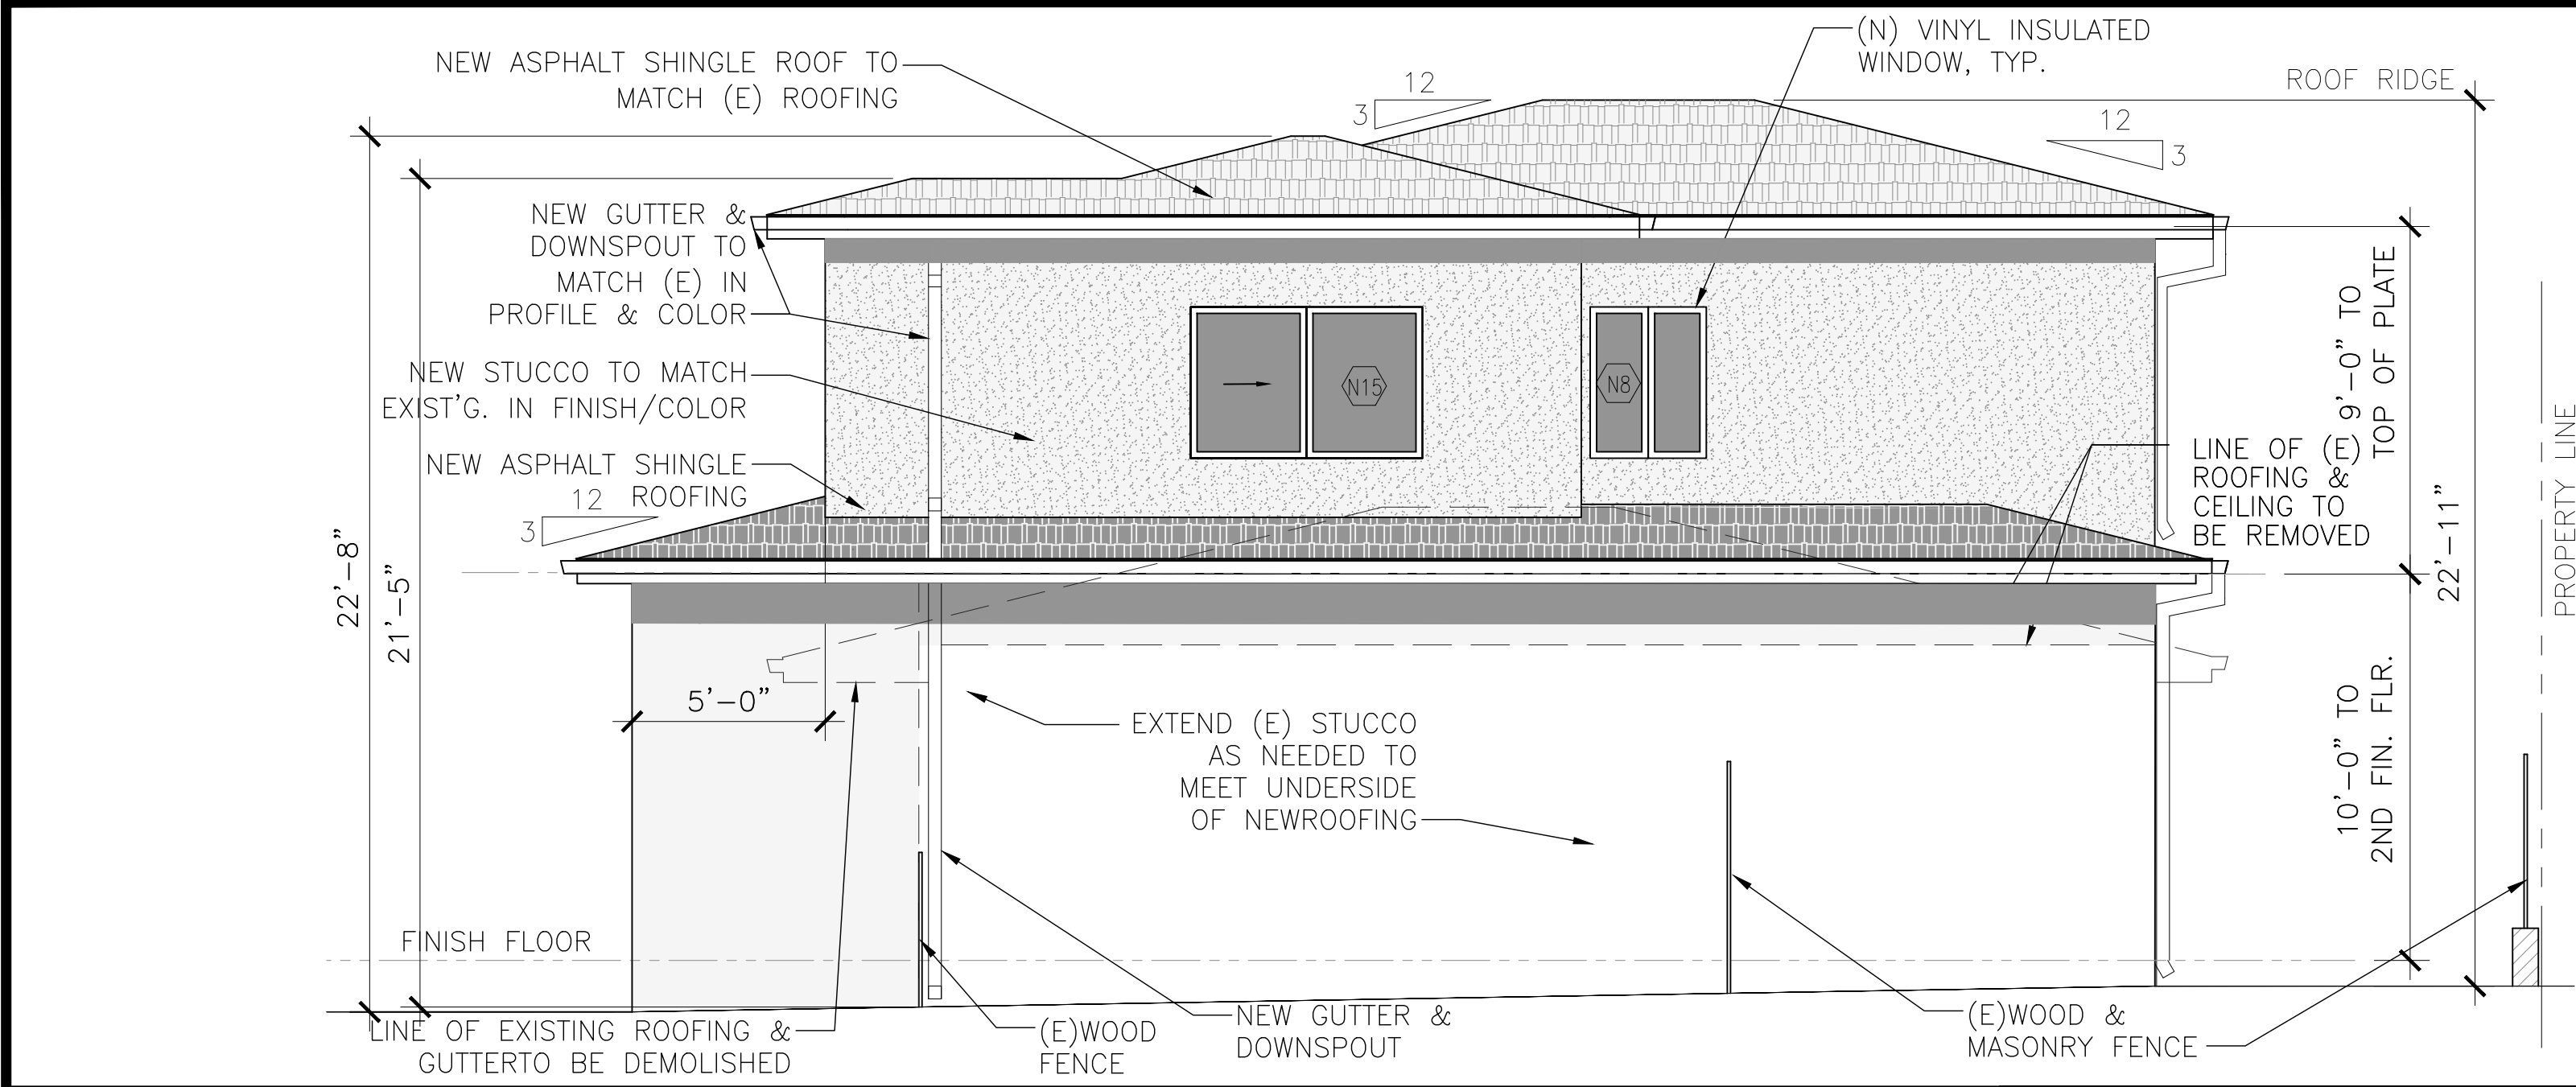 NEW ASPHALT SHINGLE ROOF TO
MATCH (E) ROOFING
(N) VINYL INSULATED
WINDOW, TYP.
ROOF RIDGE
12
3
12
3
NEW GUTTER &
DOWNSPOUT TO
MATCH (E) IN
PROFILE & COLOR
NEW STUCCO TO MATCH
EXIST'G. IN FINISH/COLOR
NEW ASPHALT SHINGLE
ROOFING
12
3
N15
N8
9'-0" TO
TOP OF PLATE
LINE OF (E)
ROOFING &
CEILING TO
BE REMOVED
PROPERTY LINE
22'-8"
21'-5"
22'-11"
5'-0"
EXTEND (E) STUCCO
AS NEEDED TO
MEET UNDERSIDE
OF NEWROOFING
10'-0" TO
2ND FIN. FLR.
FINISH FLOOR
LINE OF EXISTING ROOFING &
GUTTERTO BE DEMOLISHED
(E)WOOD
FENCE
NEW GUTTER &
DOWNSPOUT
(E)WOOD &
MASONRY FENCE